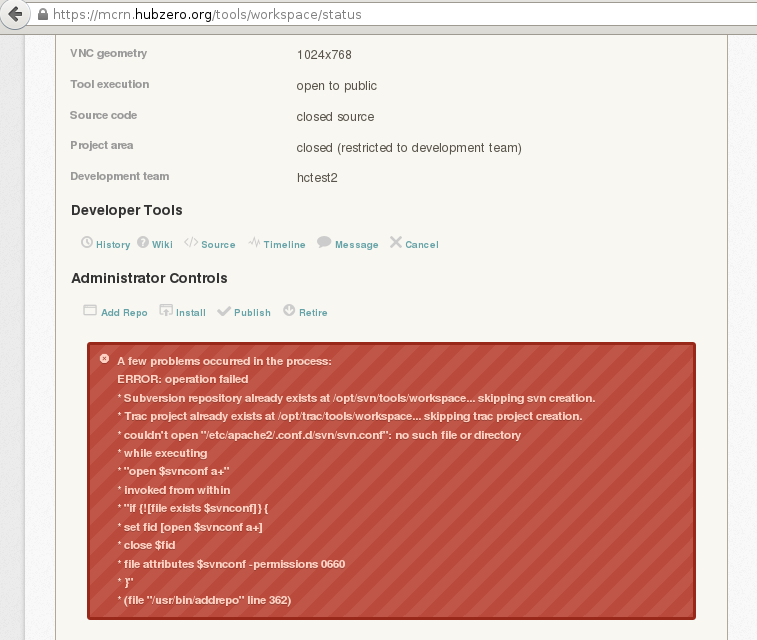 https://mcrn.hubzero.org/tools/workspace/status
VNC geometry 1024x768
Tool execution open to public
Source code closed source
Project area closed (restricted to development team)
Development team hctest2
Developer Tools
History Wiki Source Timeline Message Cancel
Administrator Controls
Add Repo Install Publish Retire
A few problems occurred in the process:
ERROR: operation failed
* Subversion repository already exists at /opt/svn/tools/workspace... skipping svn creation.
* Trac project already exists at /opt/trac/tools/workspace... skipping trac project creation.
* couldn't open "/etc/apache2/.conf.d/svn/svn.conf": no such file or directory
* while executing
* "open $svnconf a+"
* invoked from within
* "if {![file exists $svnconf]} {
* set fid [open $svnconf a+]
* close $fid
* file attributes $svnconf -permissions 0660
* }"
* (file "/usr/bin/addrepo" line 362)